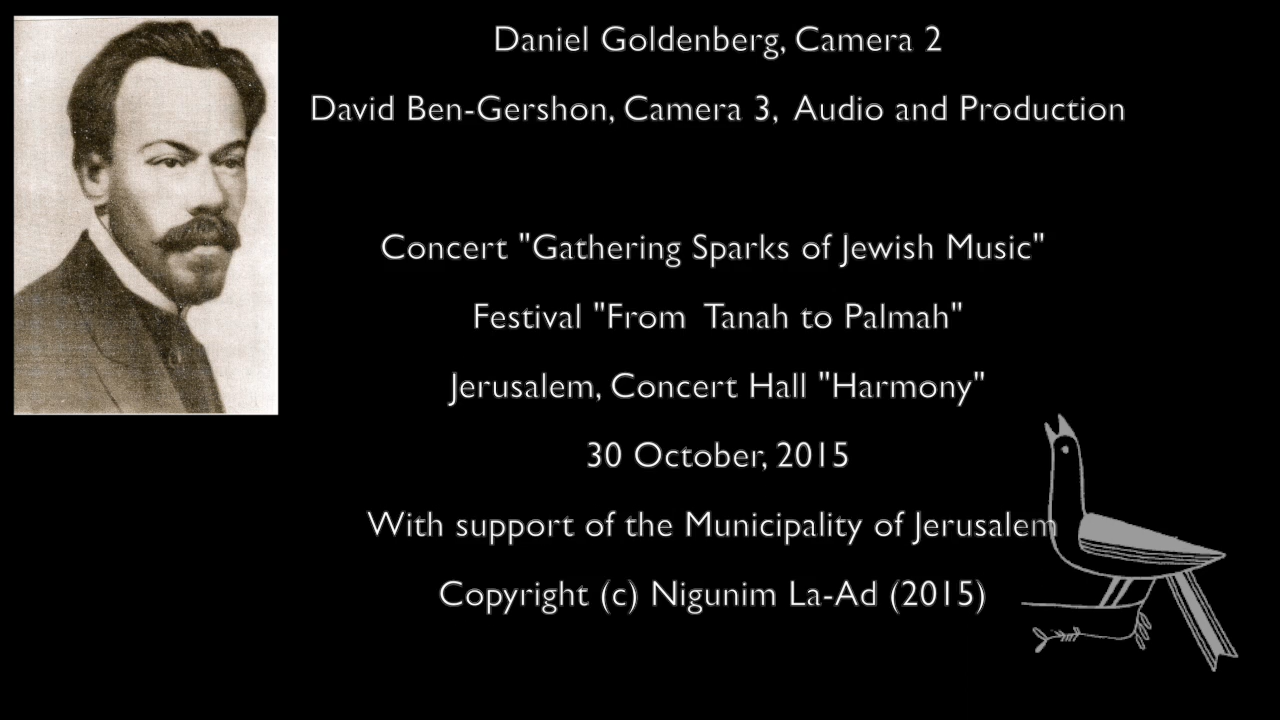 Daniel Goldenberg, Camera 2
David Ben-Gershon, Camera 3, Audio and Production
Concert "Gathering Sparks of Jewish Music"
Festival "From Tanah to Palmah"
Jerusalem, Concert Hall "Harmony"
30 October, 2015
With support of the Municipality of Jerusalem
Copyright (c) Nigunim La-Ad (2015)